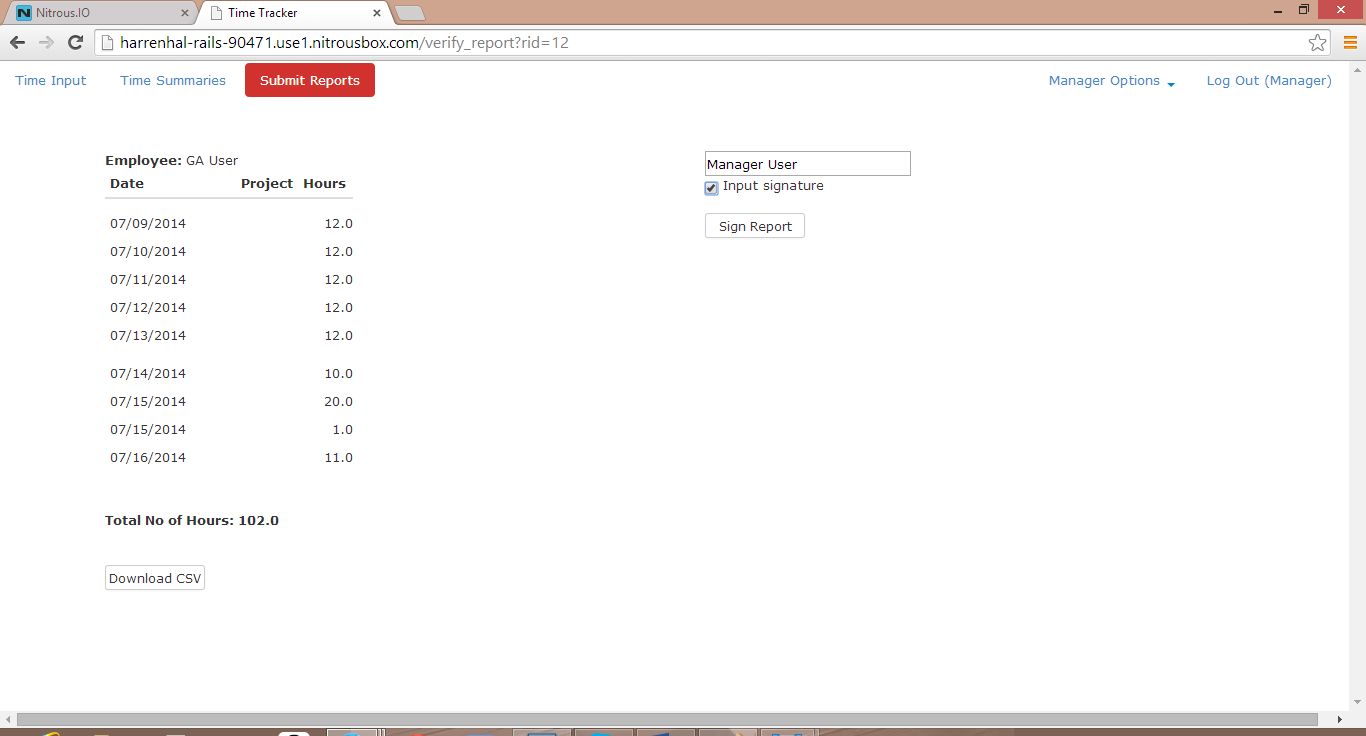 Nitrous.IO
Time Tracker
harrenhal-rails-90471.use1.nitrousbox.com/verify_report?rid=12
Time Input Time Summaries Submit Reports Manager Options Log Out (Manager)
Employee: GA User
Date Project Hours
07/09/2014 12.0
07/10/2014 12.0
07/11/2014 12.0
07/12/2014 12.0
07/13/2014 12.0
07/14/2014 10.0
07/15/2014 20.0
07/15/2014 1.0
07/16/2014 11.0
Total No of Hours: 102.0
Download CSV
Manager User
Input signature
Sign Report